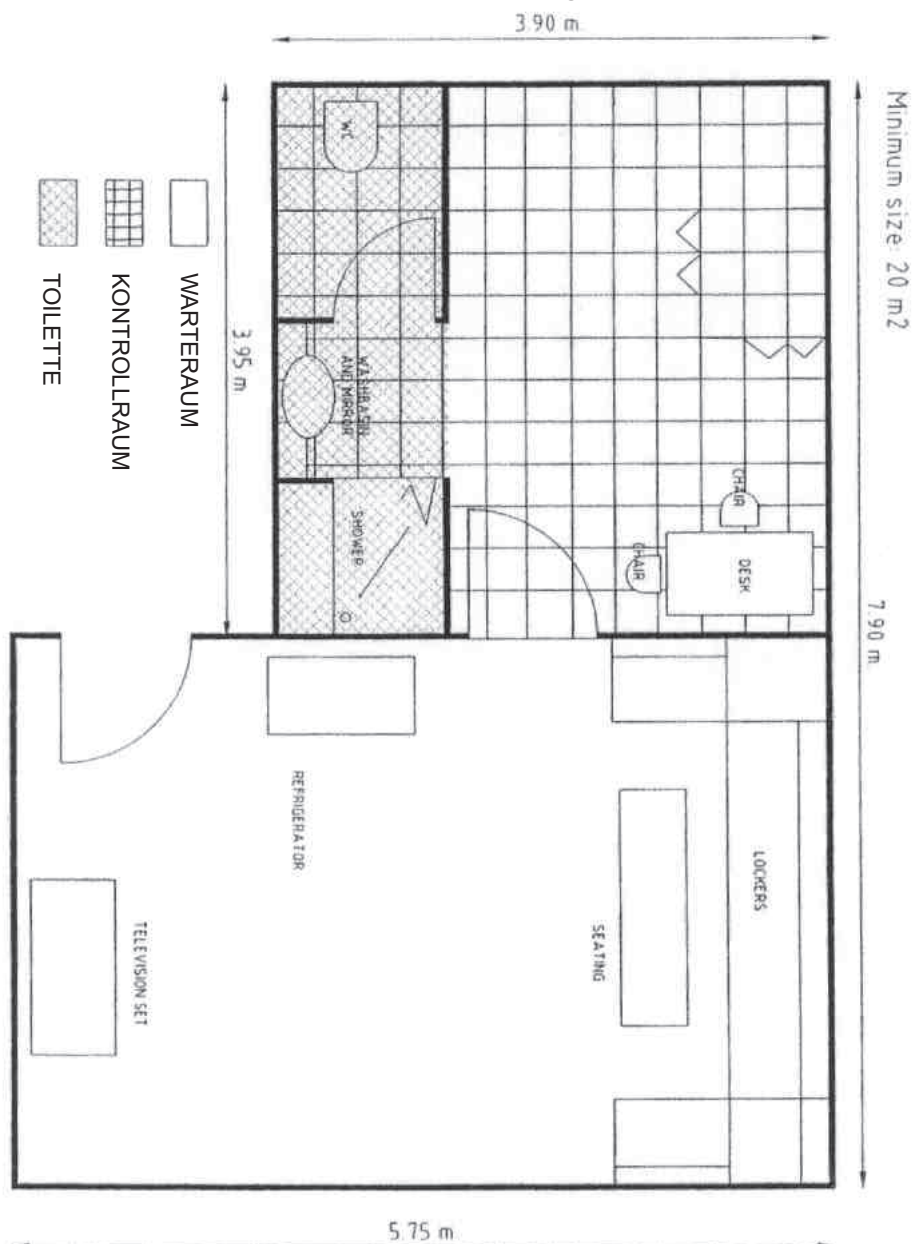 3.90 m
Minimum size: 20 m2
7.90 m
WC
WASHBASIN
AND MIRROR
SHOWER
CHAIR
CHAIR
DESK
3.95 m
WARTERAUM
KONTROLLRAUM
TOILETTE
LOCKERS
SEATING
REFRIGERATOR
TELEVISION SET
5.75 m